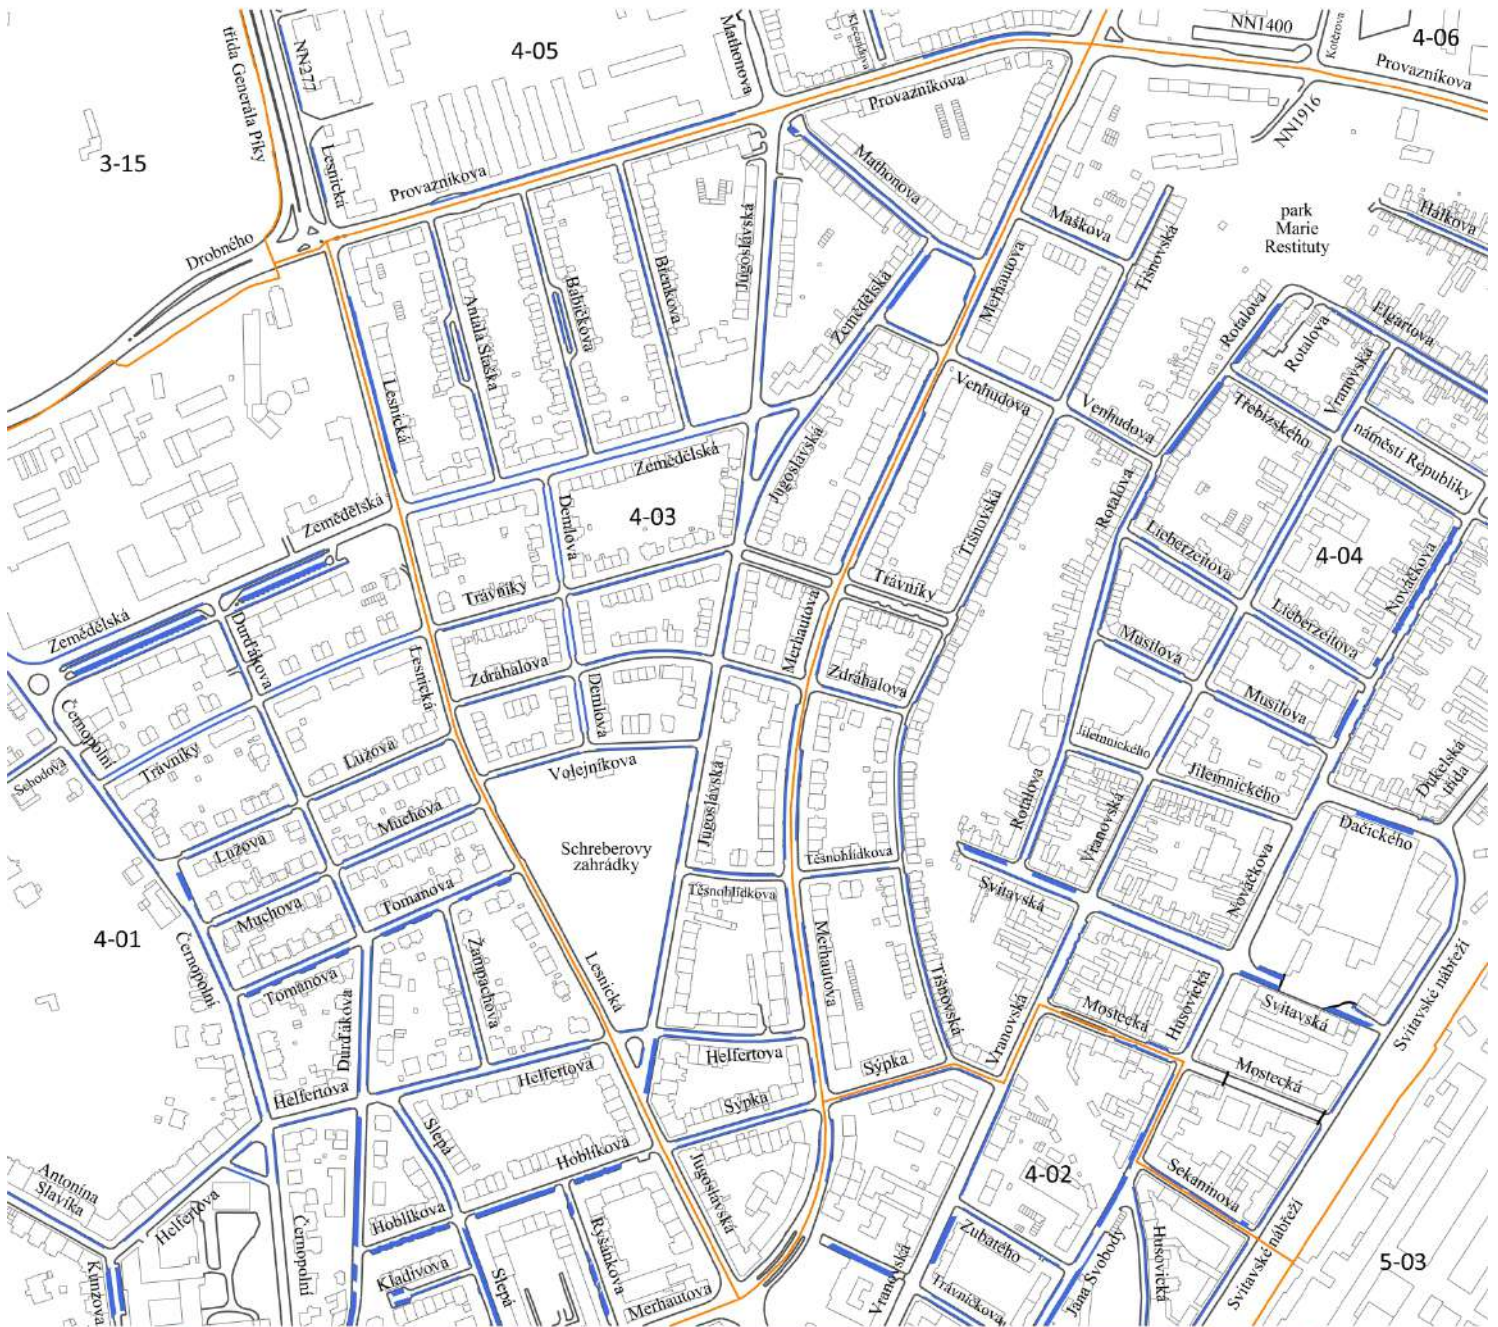 třída Generála Píky
NN277
4-05
Mathonova
Klecandova
NN1400
Kotěrova
4-06
Provazníkova
Provazníkova
NN1916
3-15
Lesnická
Provazníkova
Mathonova
Drobného
Jugoslávská
Maškova
Tišnovská
park
Marie
Restituty
Hálkova
Merhautova
Antala Staška
Babičkova
Břenkova
Zemědělská
Rotalova
Rotalova
Elgartova
Vranovská
Lesnická
Venhudova
Venhudova
Třebízského
náměstí Republiky
Zemědělská
Jugoslávská
Rotalova
Zemědělská
Demlova
4-03
Tišnovská
Lieberzeitova
4-04
Nováčkova
Trávníky
Trávníky
Merhautova
Lieberzeitova
Zemědělská
Durďákova
Lesnická
Zdráhalova
Zdráhalova
Musilova
Musilova
Černopolní
Demlova
Trávníky
Lužova
Volejníkova
Jilemnického
Jilemnického
Dukelská
třída
Schodová
Jugoslávská
Muchova
Rotalova
Dačického
Lužova
Schreberovy
zahrádky
Těsnohlídkova
Vranovská
Nováčkova
Tomanova
Těsnohlídkova
Svitavská
Muchova
4-01
Černopolní
Žampachova
Lesnická
Merhautova
Tišnovská
Tomanova
Durďákova
Vranovská
Mostecká
Husovická
Svitavská
Svitavské nábřeží
Helfertova
Helfertova
Helfertova
Sýpka
Sýpka
Mostecká
Slepá
Hoblíkova
Jugoslávská
4-02
Sekaninova
Antonína
Slavíka
Helfertova
Černopolní
Hoblíkova
Ryšánkova
Zubatého
Jana Svobody
Husovická
Svitavské nábřeží
5-03
Kunzova
Kladivova
Slepá
Merhautova
Vranovská
Trávníčkova